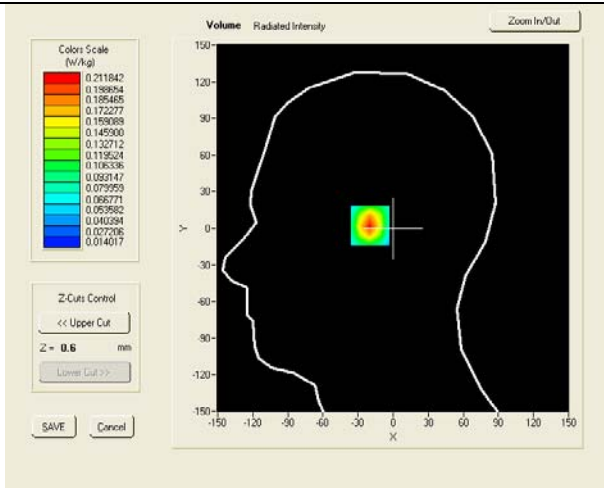 Volume Radiated Intensity
Zoom In/Out
Colors Scale
(W/kg)
0.211842
0.198654
0.185465
0.172277
0.159089
0.145900
0.132712
0.119524
0.106336
0.093147
0.079959
0.066771
0.053582
0.040394
0.027206
0.014017
Z-Cuts Control
<< Upper Cut
Z = 0.6 mm
Lower Cut >>
SAVE
Cancel
150
120
90
60
30
0
-30
-60
-90
-120
-150
Y
-150 -120 -90 -60 -30 0 30 60 90 120 150
X